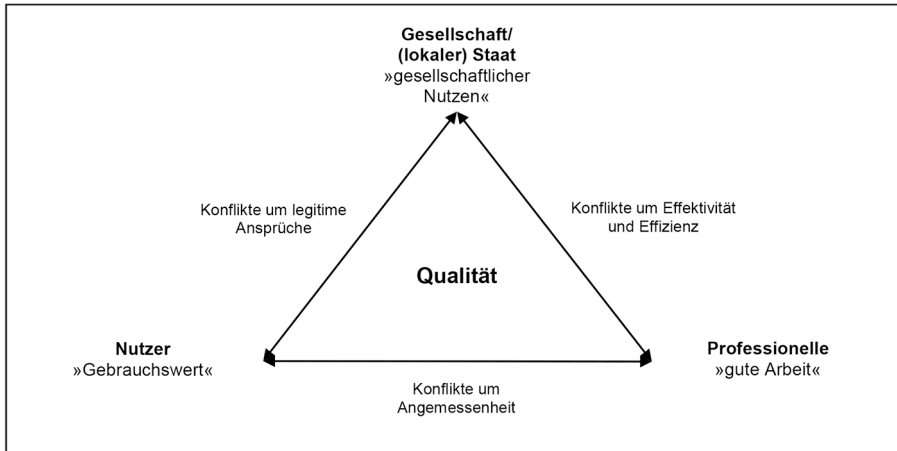 Gesellschaft/
(lokaler) Staat
»gesellschaftlicher
Nutzen«
Konflikte um legitime
Ansprüche
Konflikte um Effektivität
und Effizienz
Qualität
Nutzer
»Gebrauchswert«
Professionelle
»gute Arbeit«
Konflikte um
Angemessenheit